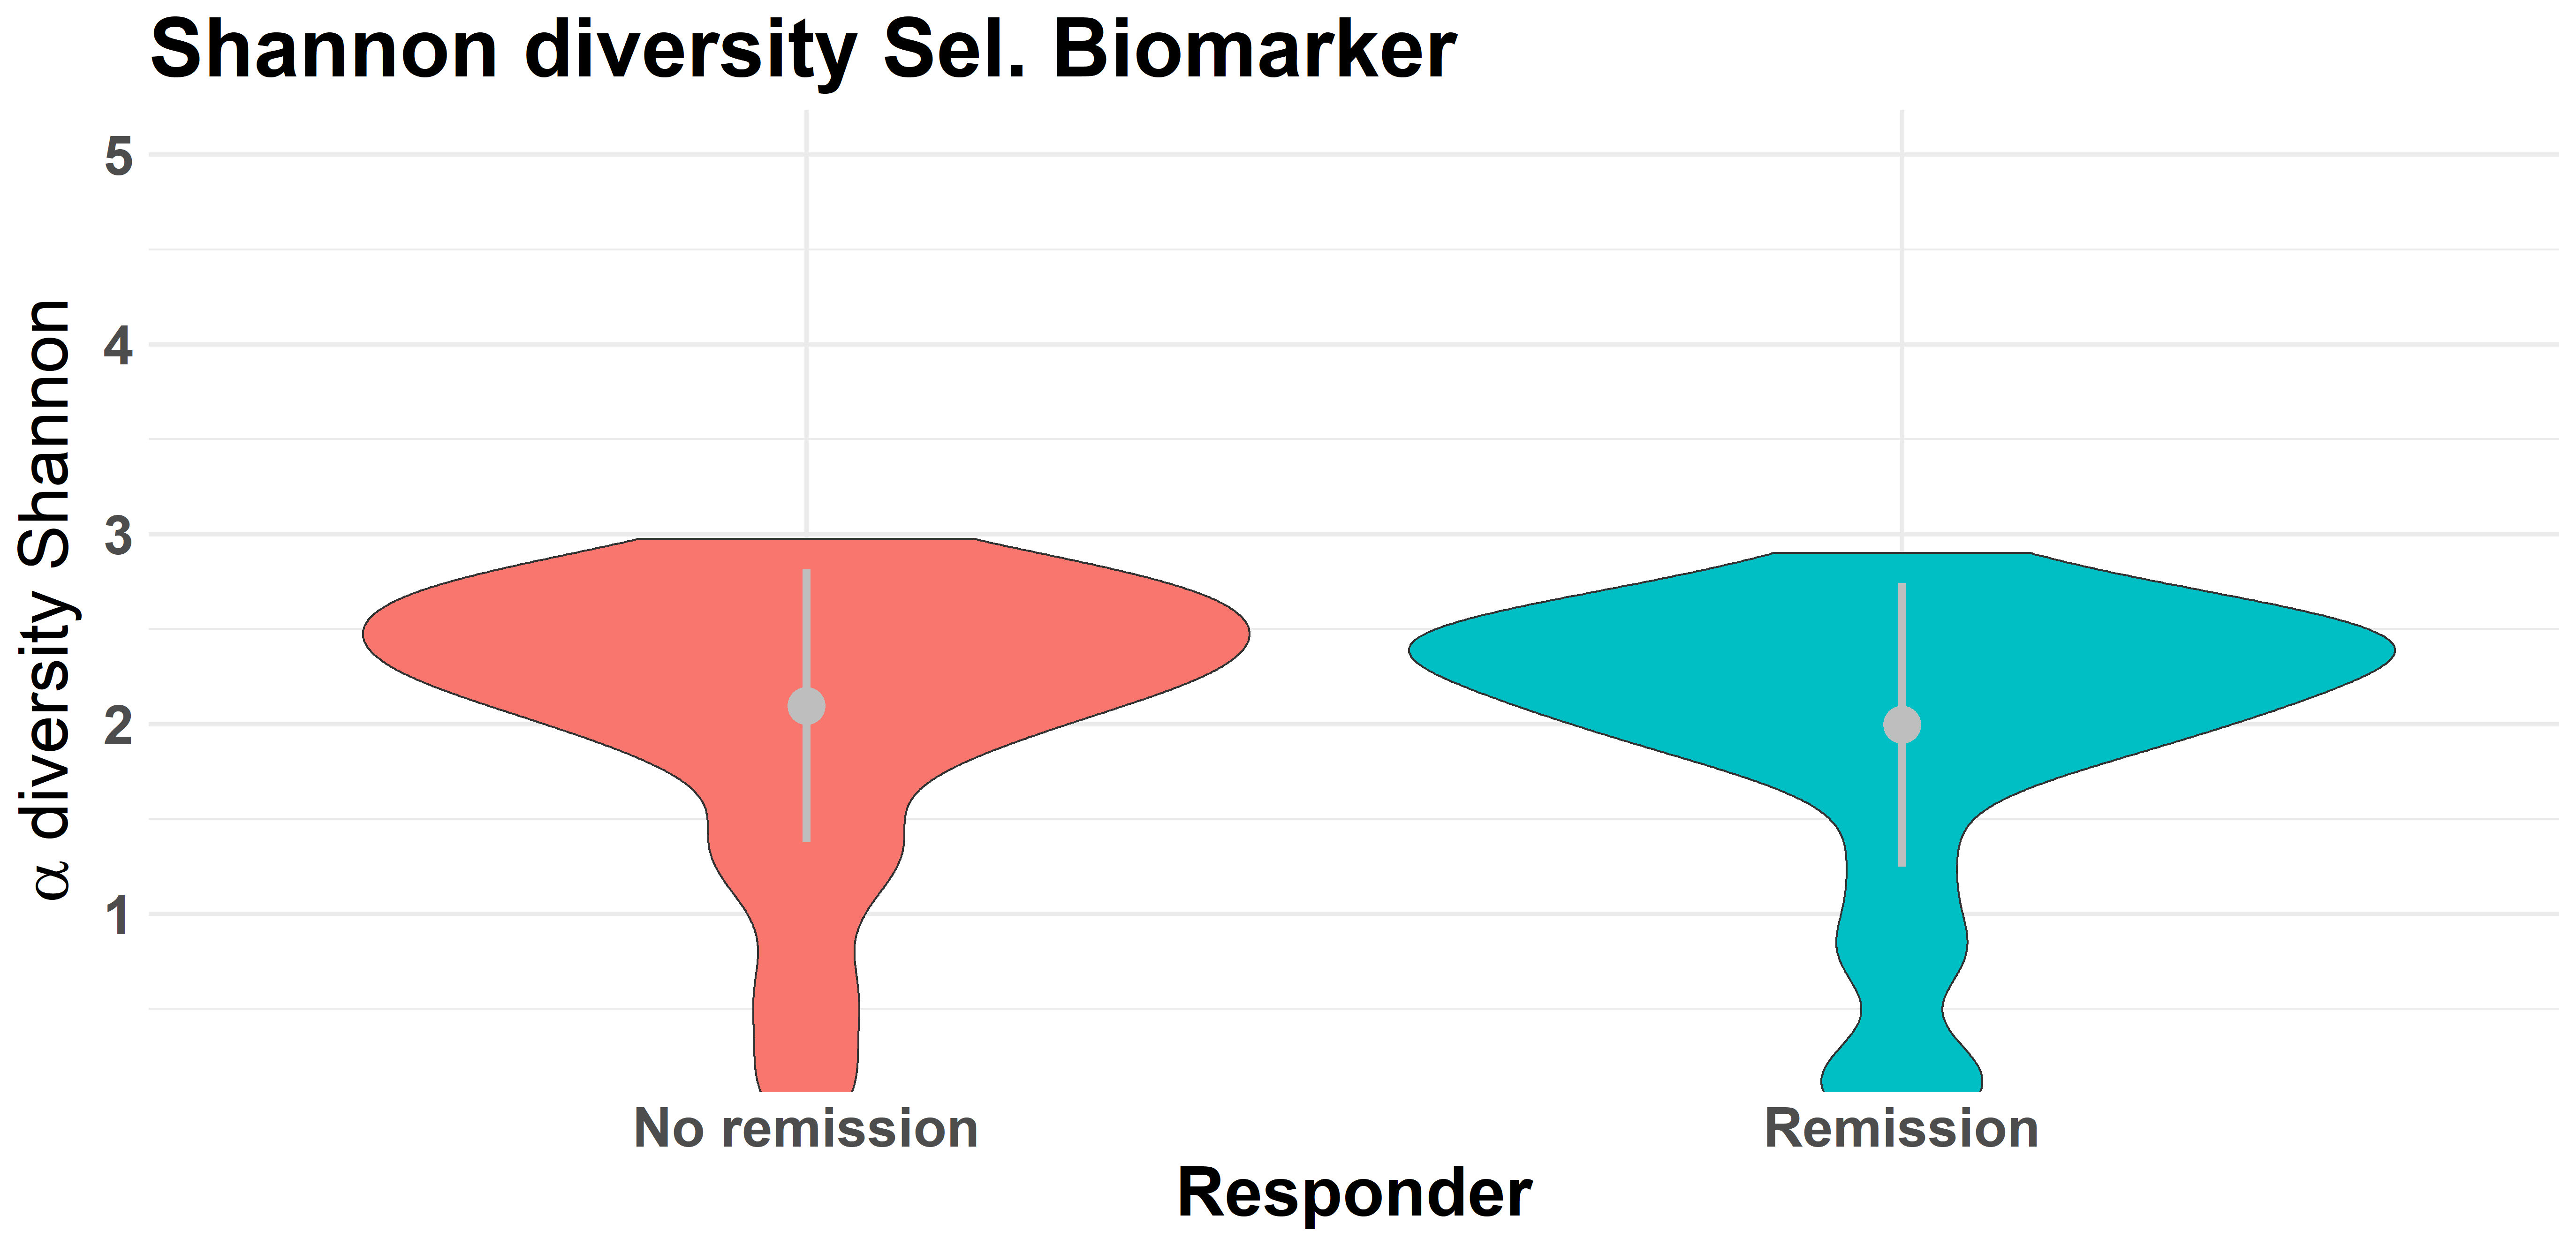 Shannon diversity Sel. Biomarker
α diversity Shannon
5
4
3
2
1
No remission
Remission
Responder